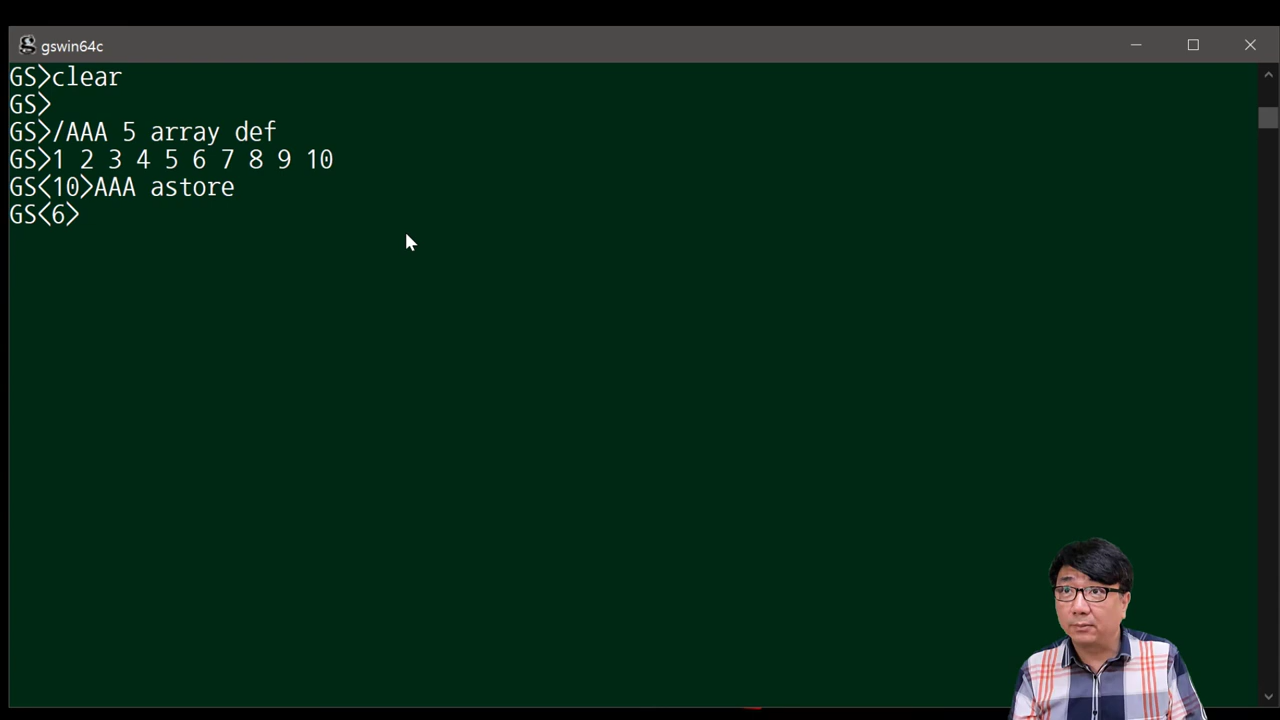 gswin64c
GS>clear
GS>
GS>/AAA 5 array def
GS>1 2 3 4 5 6 7 8 9 10
GS<10>AAA astore
GS<6>